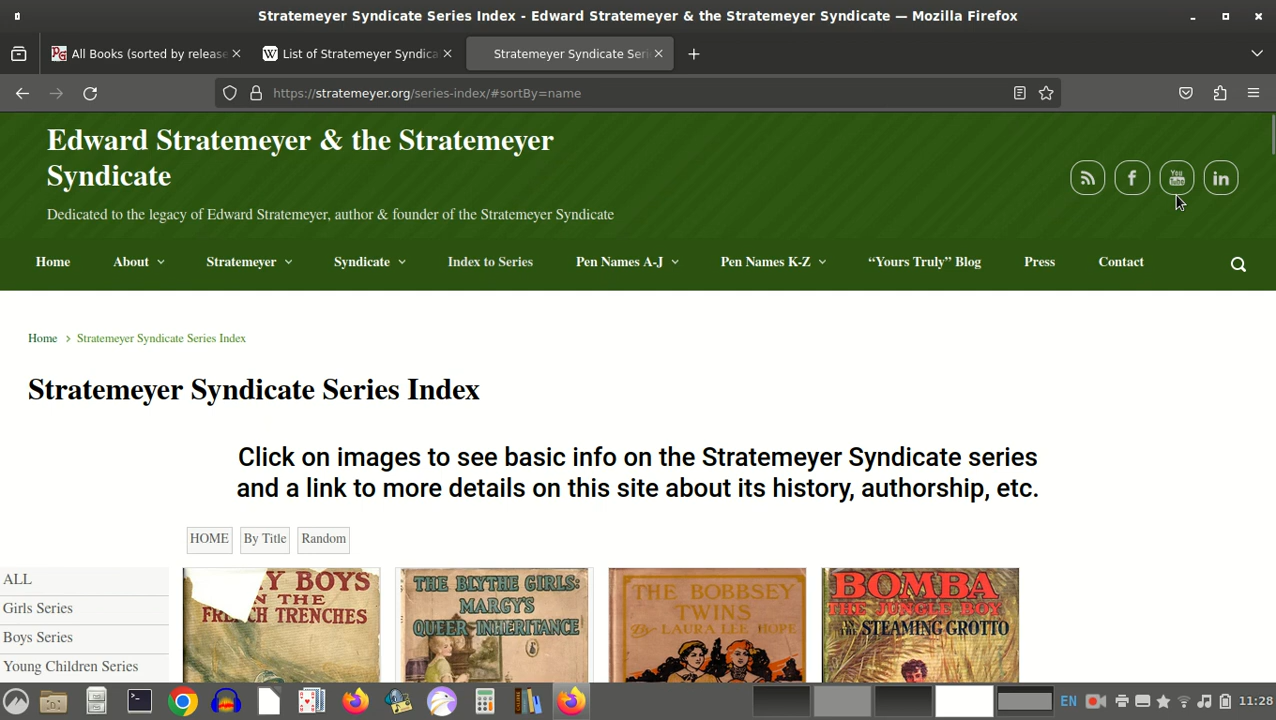 Stratemeyer Syndicate Series Index - Edward Stratemeyer & the Stratemeyer Syndicate — Mozilla Firefox
All Books (sorted by release
List of Stratemeyer Syndica
Stratemeyer Syndicate Seri
https://stratemeyer.org/series-index/#sortBy=name
Edward Stratemeyer & the Stratemeyer
Syndicate
You Tube
in
Dedicated to the legacy of Edward Stratemeyer, author & founder of the Stratemeyer Syndicate
Home About Stratemeyer Syndicate Index to Series Pen Names A-J Pen Names K-Z “Yours Truly” Blog Press Contact
Home > Stratemeyer Syndicate Series Index
Stratemeyer Syndicate Series Index
Click on images to see basic info on the Stratemeyer Syndicate series
and a link to more details on this site about its history, authorship, etc.
HOME By Title Random
ALL
Girls Series
Boys Series
Young Children Series
Y BOYS
IN THE
FRENCH TRENCHES
THE BLYTHE GIRLS:
MARGY'S
QUEER INHERITANCE
THE BOBBSEY
TWINS
By LAURA LEE HOPE
BOMBA
THE JUNGLE BOY
IN THE STEAMING GROTTO
EN
11:28